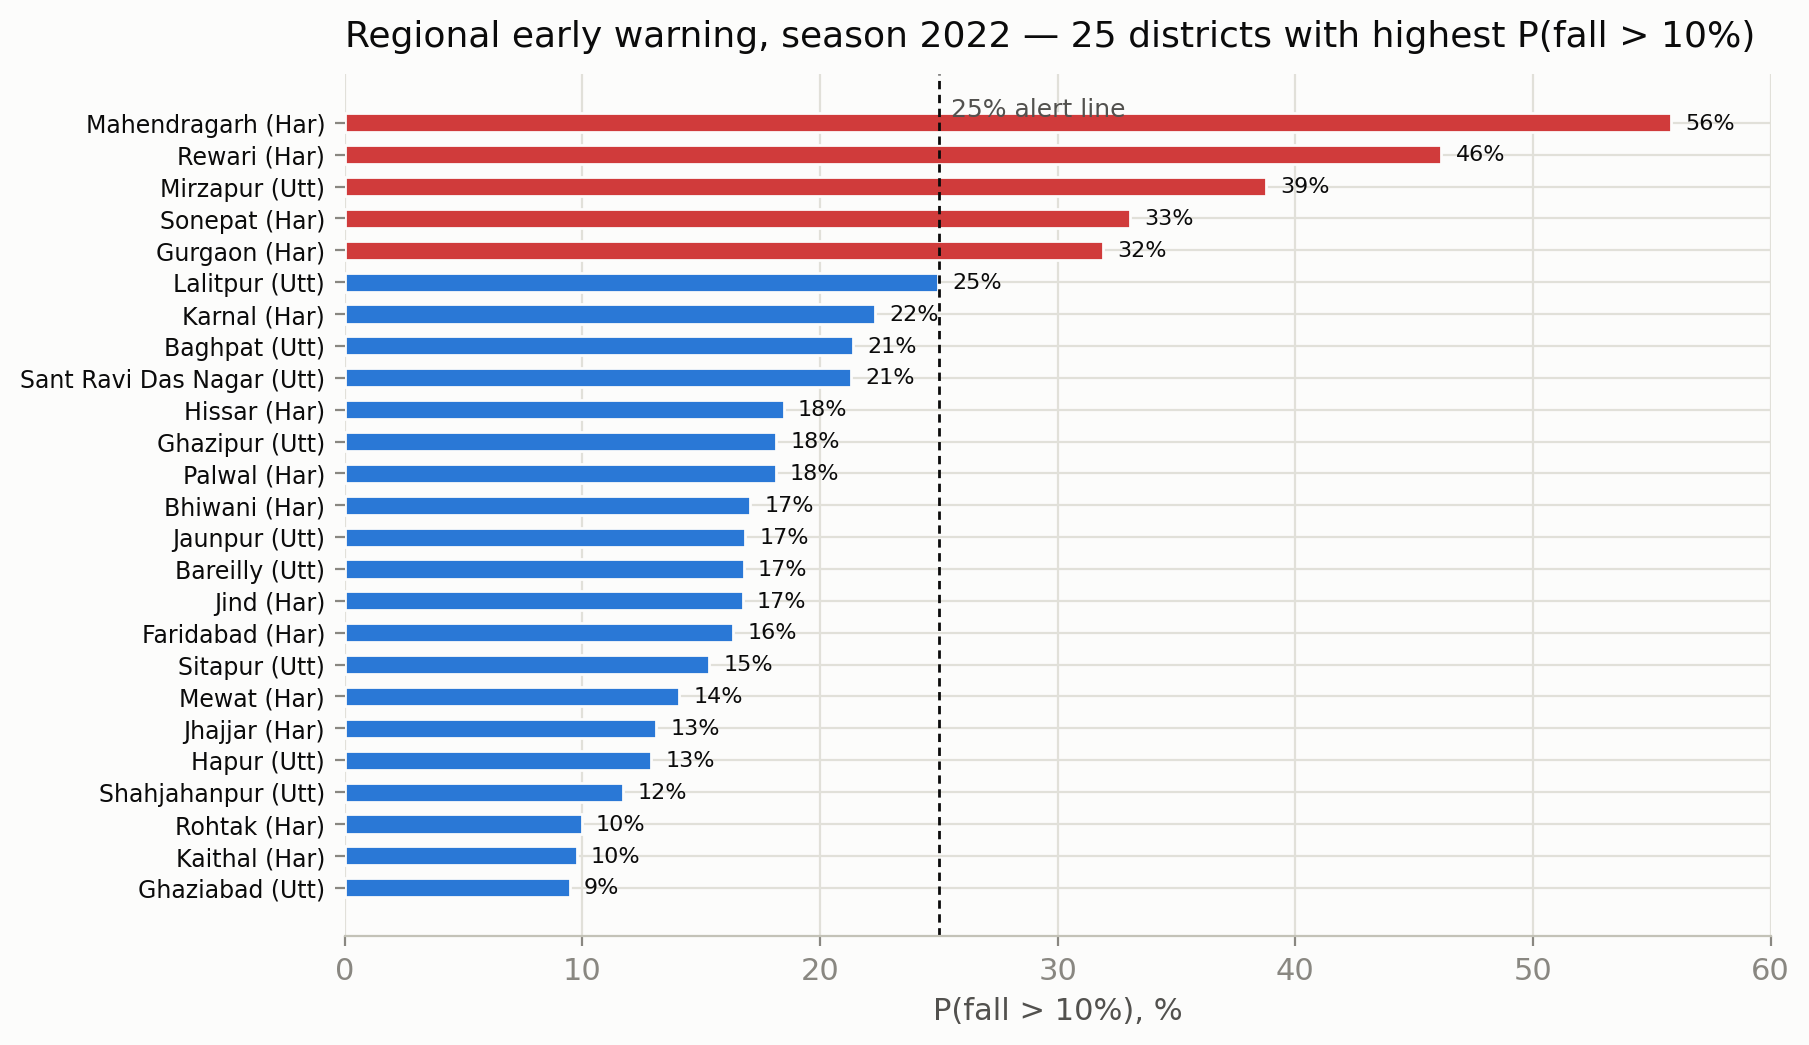 Regional early warning, season 2022 — 25 districts with highest P(fall > 10%)
25% alert line
Mahendragarh (Har) 56%
Rewari (Har) 46%
Mirzapur (Utt) 39%
Sonepat (Har) 33%
Gurgaon (Har) 32%
Lalitpur (Utt) 25%
Karnal (Har) 22%
Baghpat (Utt) 21%
Sant Ravi Das Nagar (Utt) 21%
Hissar (Har) 18%
Ghazipur (Utt) 18%
Palwal (Har) 18%
Bhiwani (Har) 17%
Jaunpur (Utt) 17%
Bareilly (Utt) 17%
Jind (Har) 17%
Faridabad (Har) 16%
Sitapur (Utt) 15%
Mewat (Har) 14%
Jhajjar (Har) 13%
Hapur (Utt) 13%
Shahjahanpur (Utt) 12%
Rohtak (Har) 10%
Kaithal (Har) 10%
Ghaziabad (Utt) 9%
0 10 20 30 40 50 60
P(fall > 10%), %